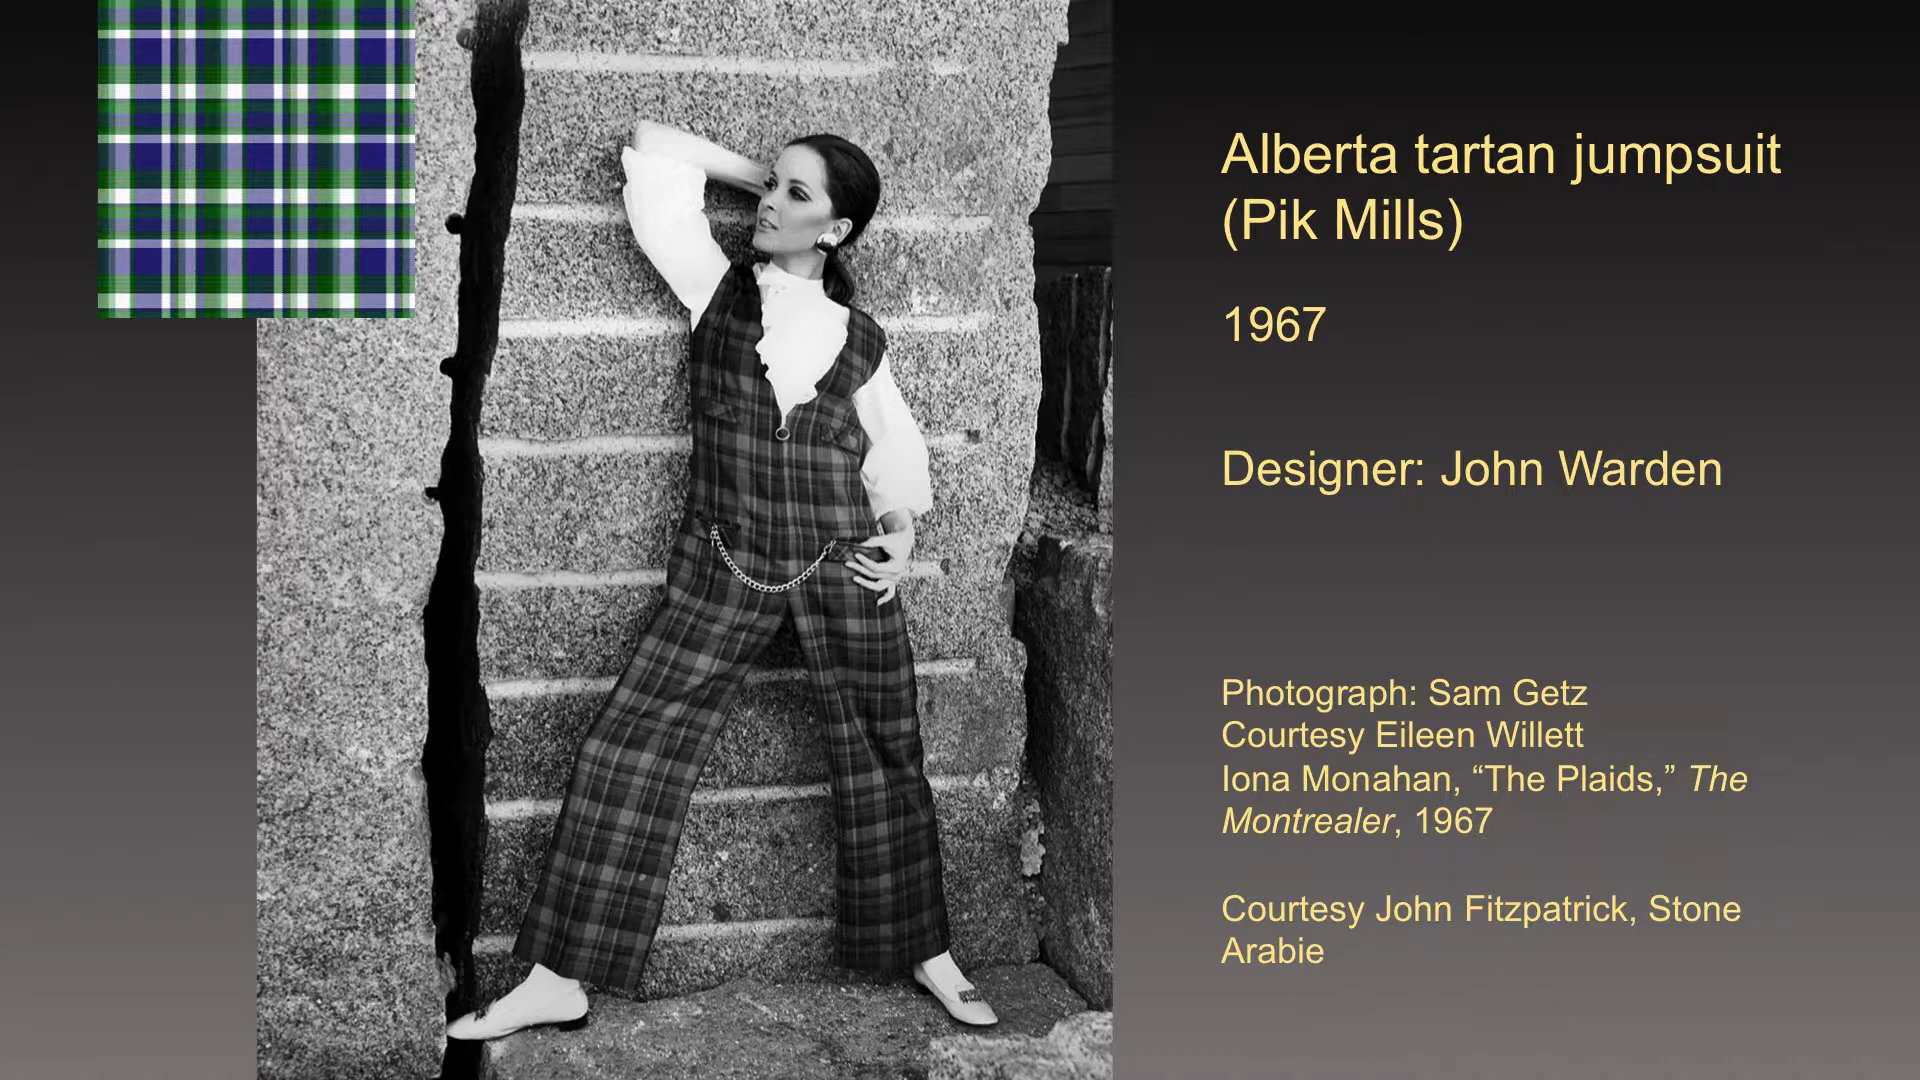 Alberta tartan jumpsuit
(Pik Mills)
1967
Designer: John Warden
Photograph: Sam Getz
Courtesy Eileen Willett
Iona Monahan, “The Plaids,” The
Montrealer, 1967
Courtesy John Fitzpatrick, Stone
Arabie